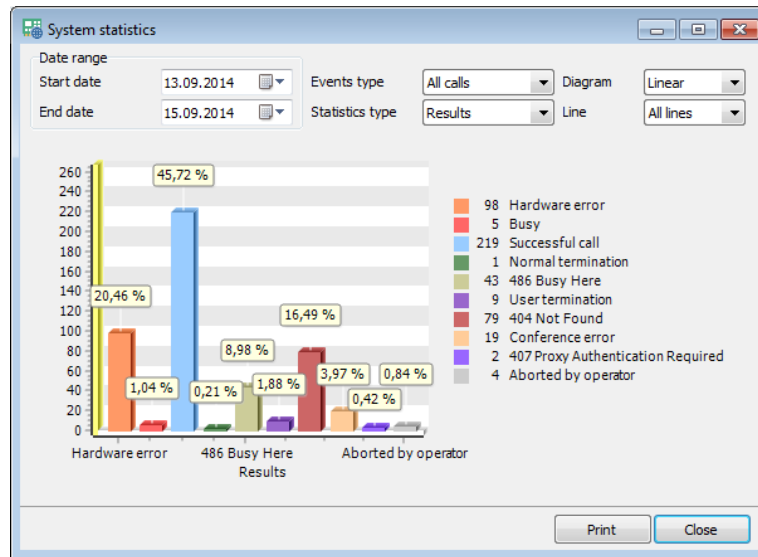 System statistics
Date range
Start date 13.09.2014 Events type All calls Diagram Linear
End date 15.09.2014 Statistics type Results Line All lines
260
240
220
200
180
160
140
120
100
80
60
40
20
0
20,46 %
1,04 %
45,72 %
0,21 %
8,98 %
1,88 %
16,49 %
3,97 %
0,42 %
0,84 %
Hardware error 486 Busy Here Aborted by operator
Results
98 Hardware error
5 Busy
219 Successful call
1 Normal termination
43 486 Busy Here
9 User termination
79 404 Not Found
19 Conference error
2 407 Proxy Authentication Required
4 Aborted by operator
Print Close